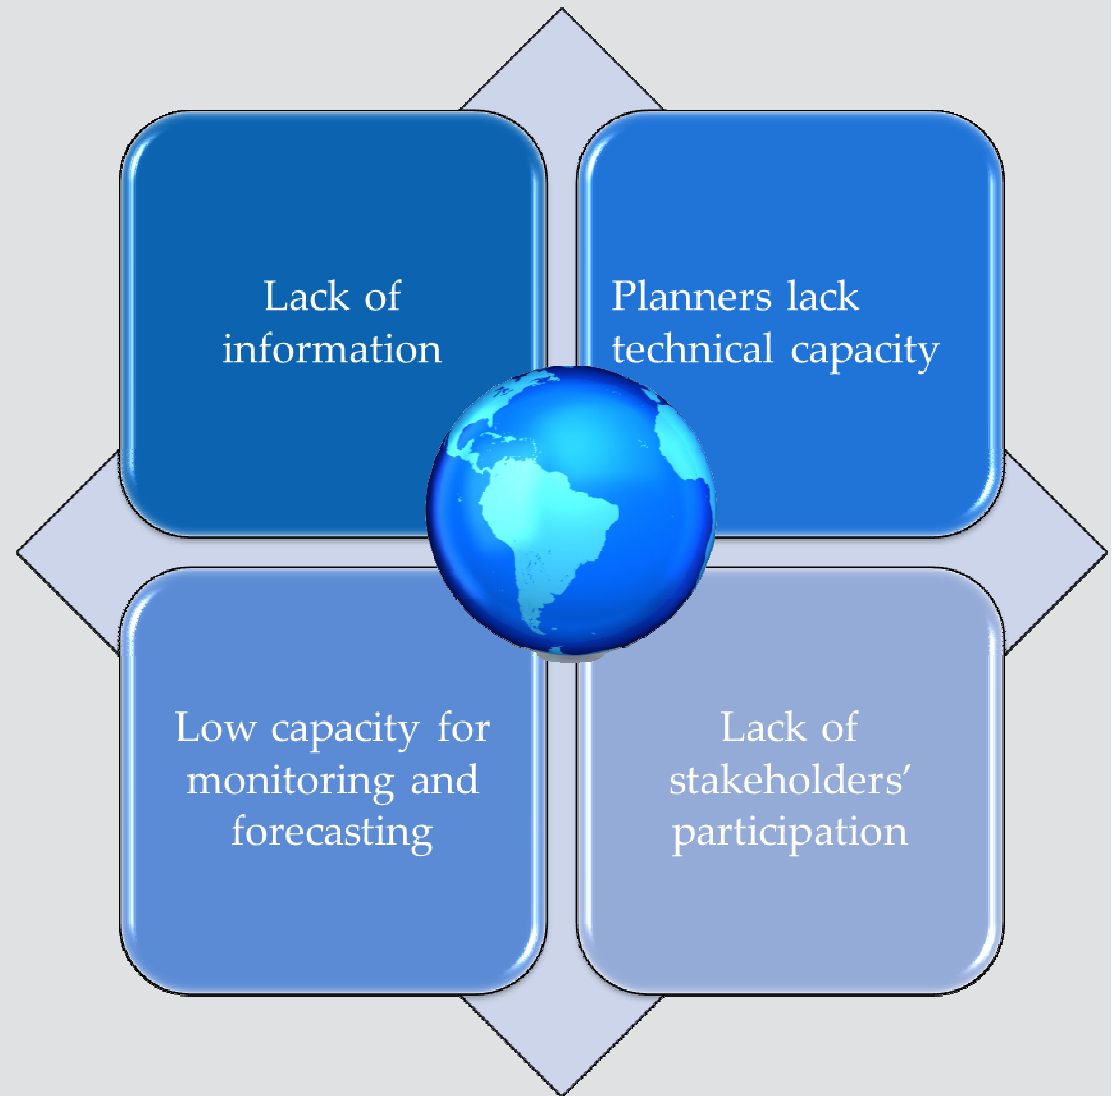 Lack of
information
Planners lack
technical capacity
Low capacity for
monitoring and
forecasting
Lack of
stakeholders’
participation